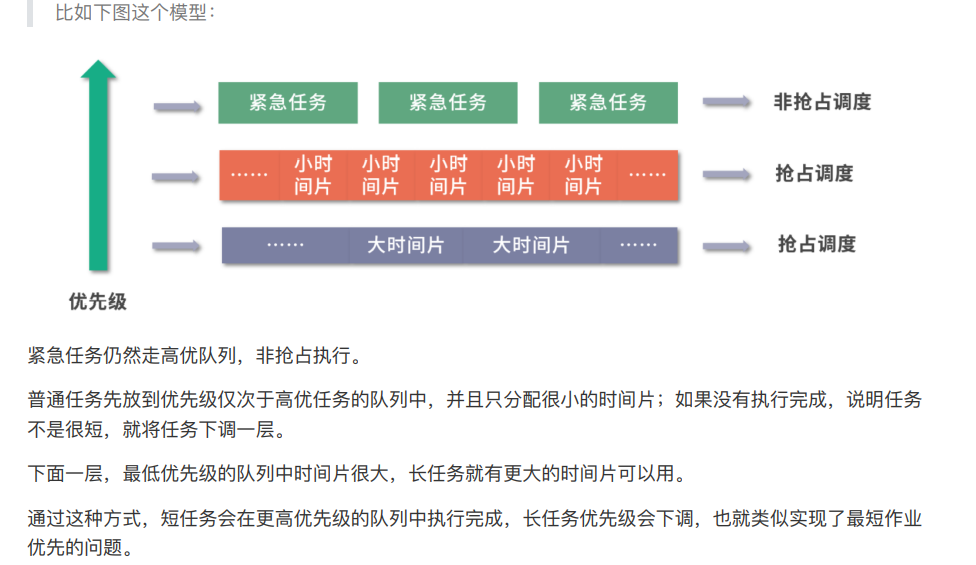 比如下图这个模型：
紧急任务 紧急任务 紧急任务 非抢占调度
…… 小时间片 小时间片 小时间片 小时间片 小时间片 …… 抢占调度
…… 大时间片 大时间片 …… 抢占调度
优先级
紧急任务仍然走高优队列，非抢占执行。
普通任务先放到优先级仅次于高优任务的队列中，并且只分配很小的时间片；如果没有执行完成，说明任务
不是很短，就将任务下调一层。
下面一层，最低优先级的队列中时间片很大，长任务就有更大的时间片可以用。
通过这种方式，短任务会在更高优先级的队列中执行完成，长任务优先级会下调，也就类似实现了最短作业
优先的问题。